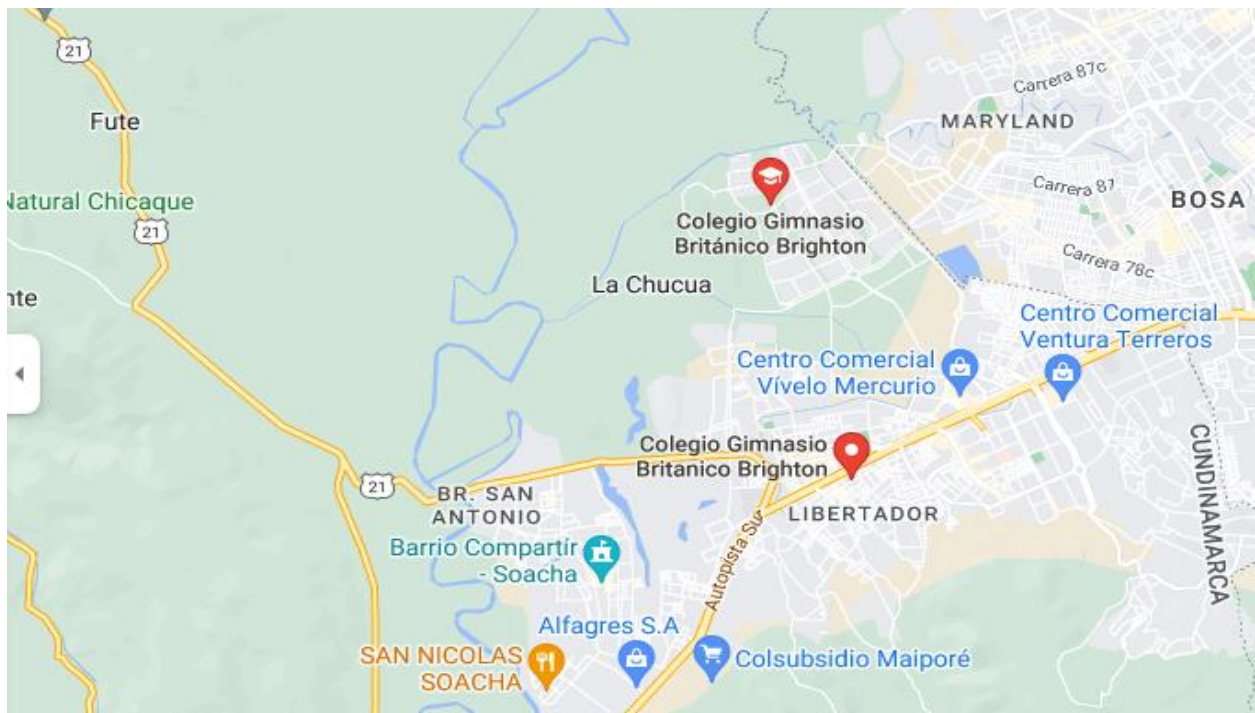 21
Fute
Carrera 87c
MARYLAND
Natural Chicaque
21
Colegio Gimnasio
Británico Brighton
Carrera 87
BOSA
Carrera 78c
La Chucua
Centro Comercial
Ventura Terreros
Centro Comercial
Vívelo Mercurio
Colegio Gimnasio
Britanico Brighton
CUNDINAMARCA
21
BR. SAN
ANTONIO
LIBERTADOR
Barrio Compartír
- Soacha
Autopista Sur
Alfagres S.A
SAN NICOLAS
SOACHA
Colsubsidio Maiporé